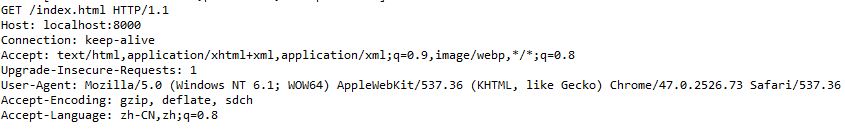 GET /index.html HTTP/1.1
Host: localhost:8000
Connection: keep-alive
Accept: text/html,application/xhtml+xml,application/xml;q=0.9,image/webp,*/*;q=0.8
Upgrade-Insecure-Requests: 1
User-Agent: Mozilla/5.0 (Windows NT 6.1; WOW64) AppleWebKit/537.36 (KHTML, like Gecko) Chrome/47.0.2526.73 Safari/537.36
Accept-Encoding: gzip, deflate, sdch
Accept-Language: zh-CN,zh;q=0.8